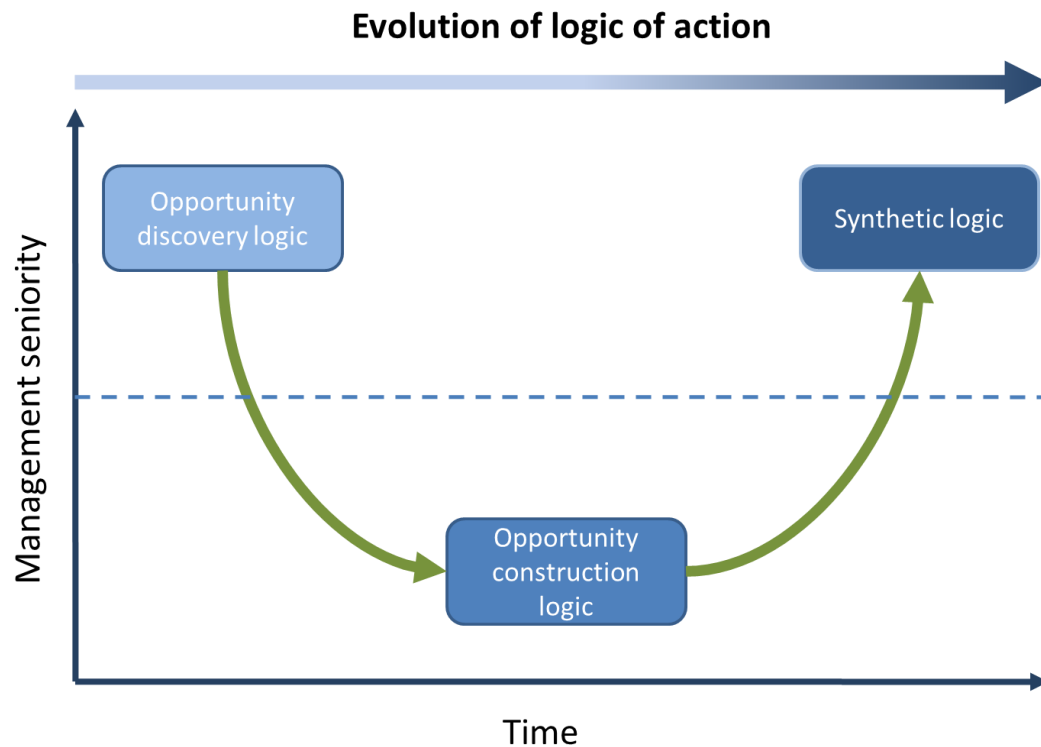 Evolution of logic of action
Opportunity
discovery logic
Synthetic logic
Management seniority
Opportunity
construction
logic
Time